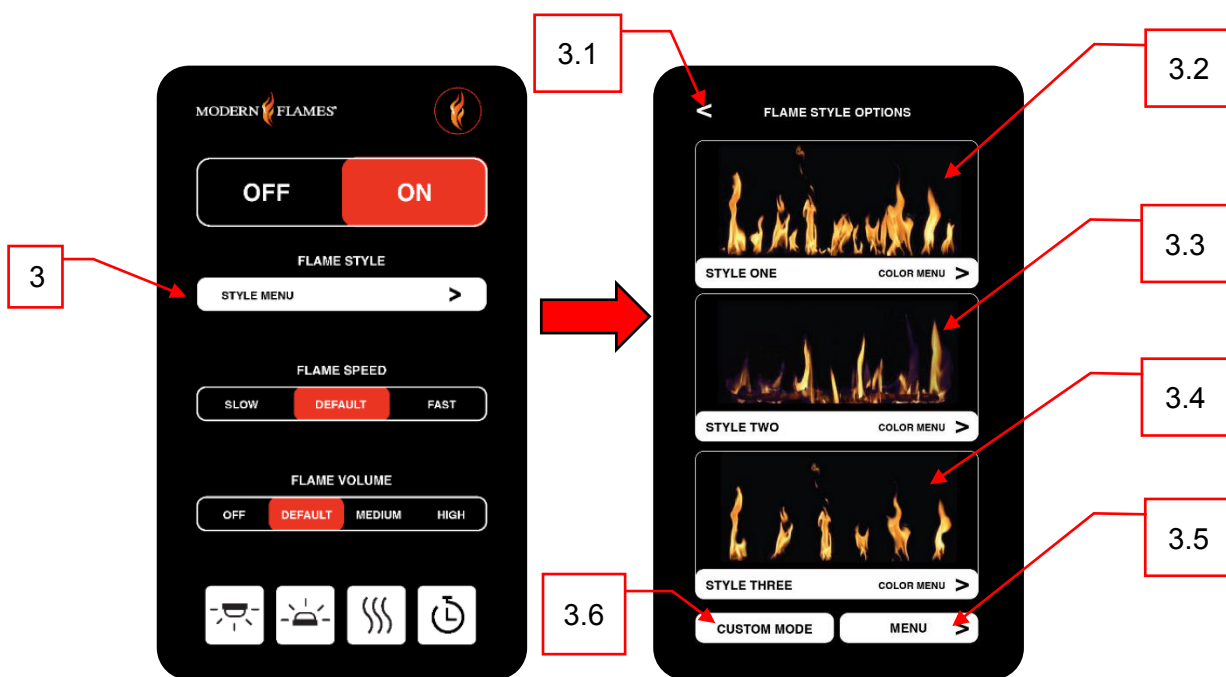 3.1
3.2
MODERN FLAMES®
< FLAME STYLE OPTIONS
OFF ON
3.3
FLAME STYLE
3
STYLE MENU >
STYLE ONE COLOR MENU >
FLAME SPEED
SLOW DEFAULT FAST
3.4
STYLE TWO COLOR MENU >
FLAME VOLUME
OFF DEFAULT MEDIUM HIGH
3.5
STYLE THREE COLOR MENU >
3.6
CUSTOM MODE MENU >